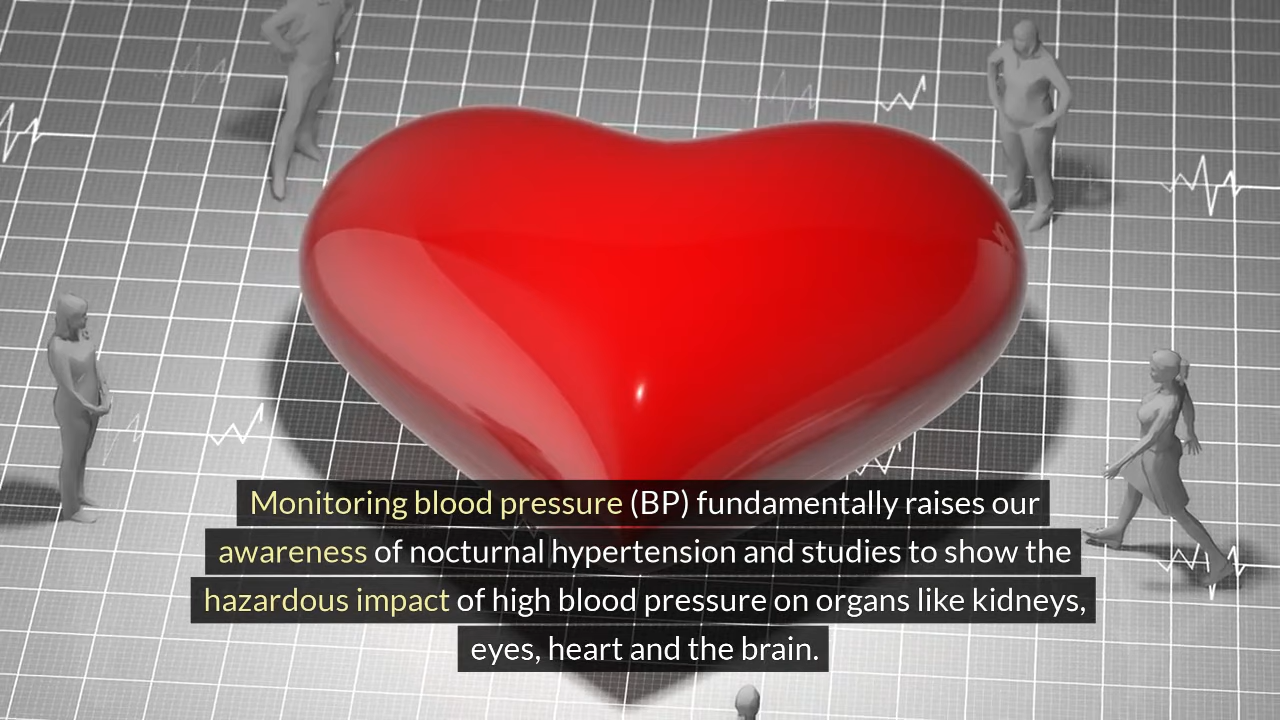 Monitoring blood pressure (BP) fundamentally raises our
awareness of nocturnal hypertension and studies to show the
hazardous impact of high blood pressure on organs like kidneys,
eyes, heart and the brain.